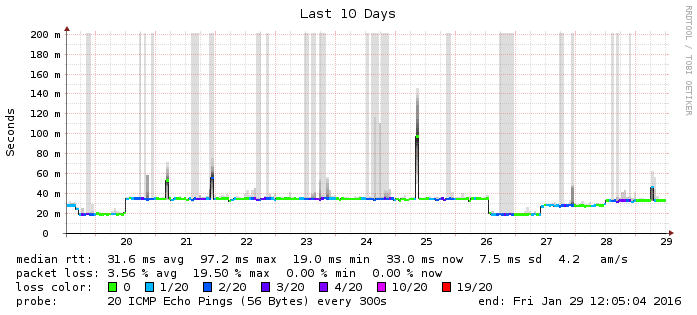 Last 10 Days
RRDTOOL / TOBI OETIKER
Seconds
200 m
180 m
160 m
140 m
120 m
100 m
80 m
60 m
40 m
20 m
0
20 21 22 23 24 25 26 27 28 29
median rtt: 31.6 ms avg 97.2 ms max 19.0 ms min 33.0 ms now 7.5 ms sd 4.2 am/s
packet loss: 3.56 % avg 19.50 % max 0.00 % min 0.00 % now
loss color: 0 1/20 2/20 3/20 4/20 10/20 19/20
probe: 20 ICMP Echo Pings (56 Bytes) every 300s end: Fri Jan 29 12:05:04 2016